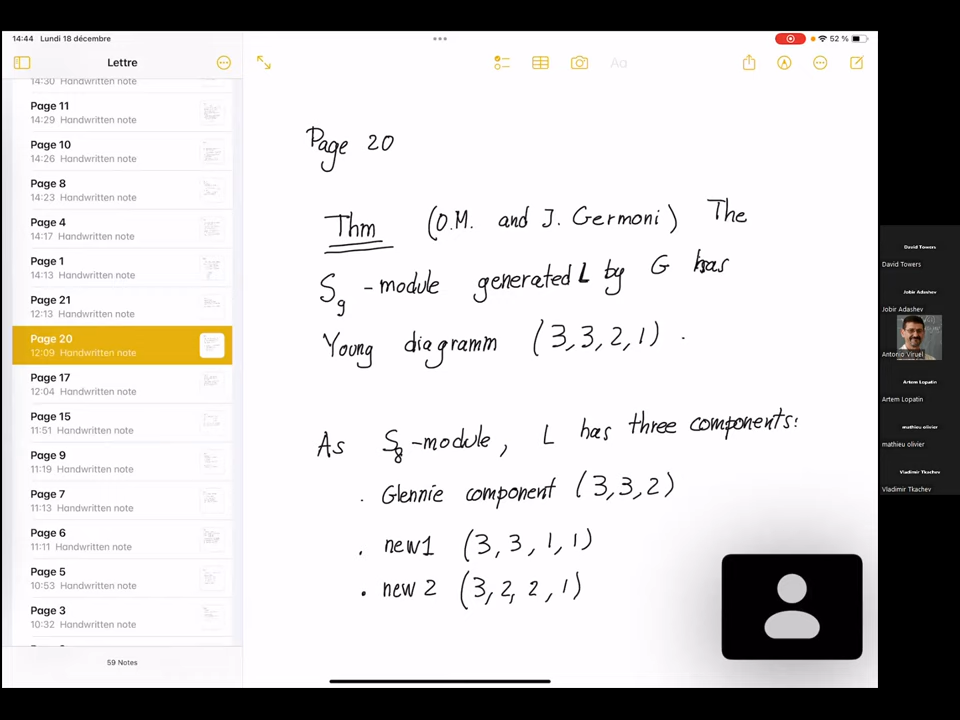 14:44 Lundi 18 décembre
52 %
Lettre
14:30 Handwritten note
Page 11
14:29 Handwritten note
Page 10
14:26 Handwritten note
Page 8
14:23 Handwritten note
Page 4
14:17 Handwritten note
Page 1
14:13 Handwritten note
Page 21
12:13 Handwritten note
Page 20
12:09 Handwritten note
Page 17
12:04 Handwritten note
Page 15
11:51 Handwritten note
Page 9
11:19 Handwritten note
Page 7
11:13 Handwritten note
Page 6
11:11 Handwritten note
Page 5
10:53 Handwritten note
Page 3
10:32 Handwritten note
59 Notes
Aa
Page 20
Thm (O.M. and J. Germoni) The
S_9 -module generated L by G has
Young diagramm (3,3,2,1) .
As S_8 -module, L has three components:
. Glennie component (3,3,2)
. new1 (3,3,1,1)
. new 2 (3,2,2,1)
David Towers
David Towers
Jobir Adashev
Jobir Adashev
Antonio Viruel
Artem Lopatin
Artem Lopatin
mathieu olivier
mathieu olivier
Vladimir Tkachev
Vladimir Tkachev